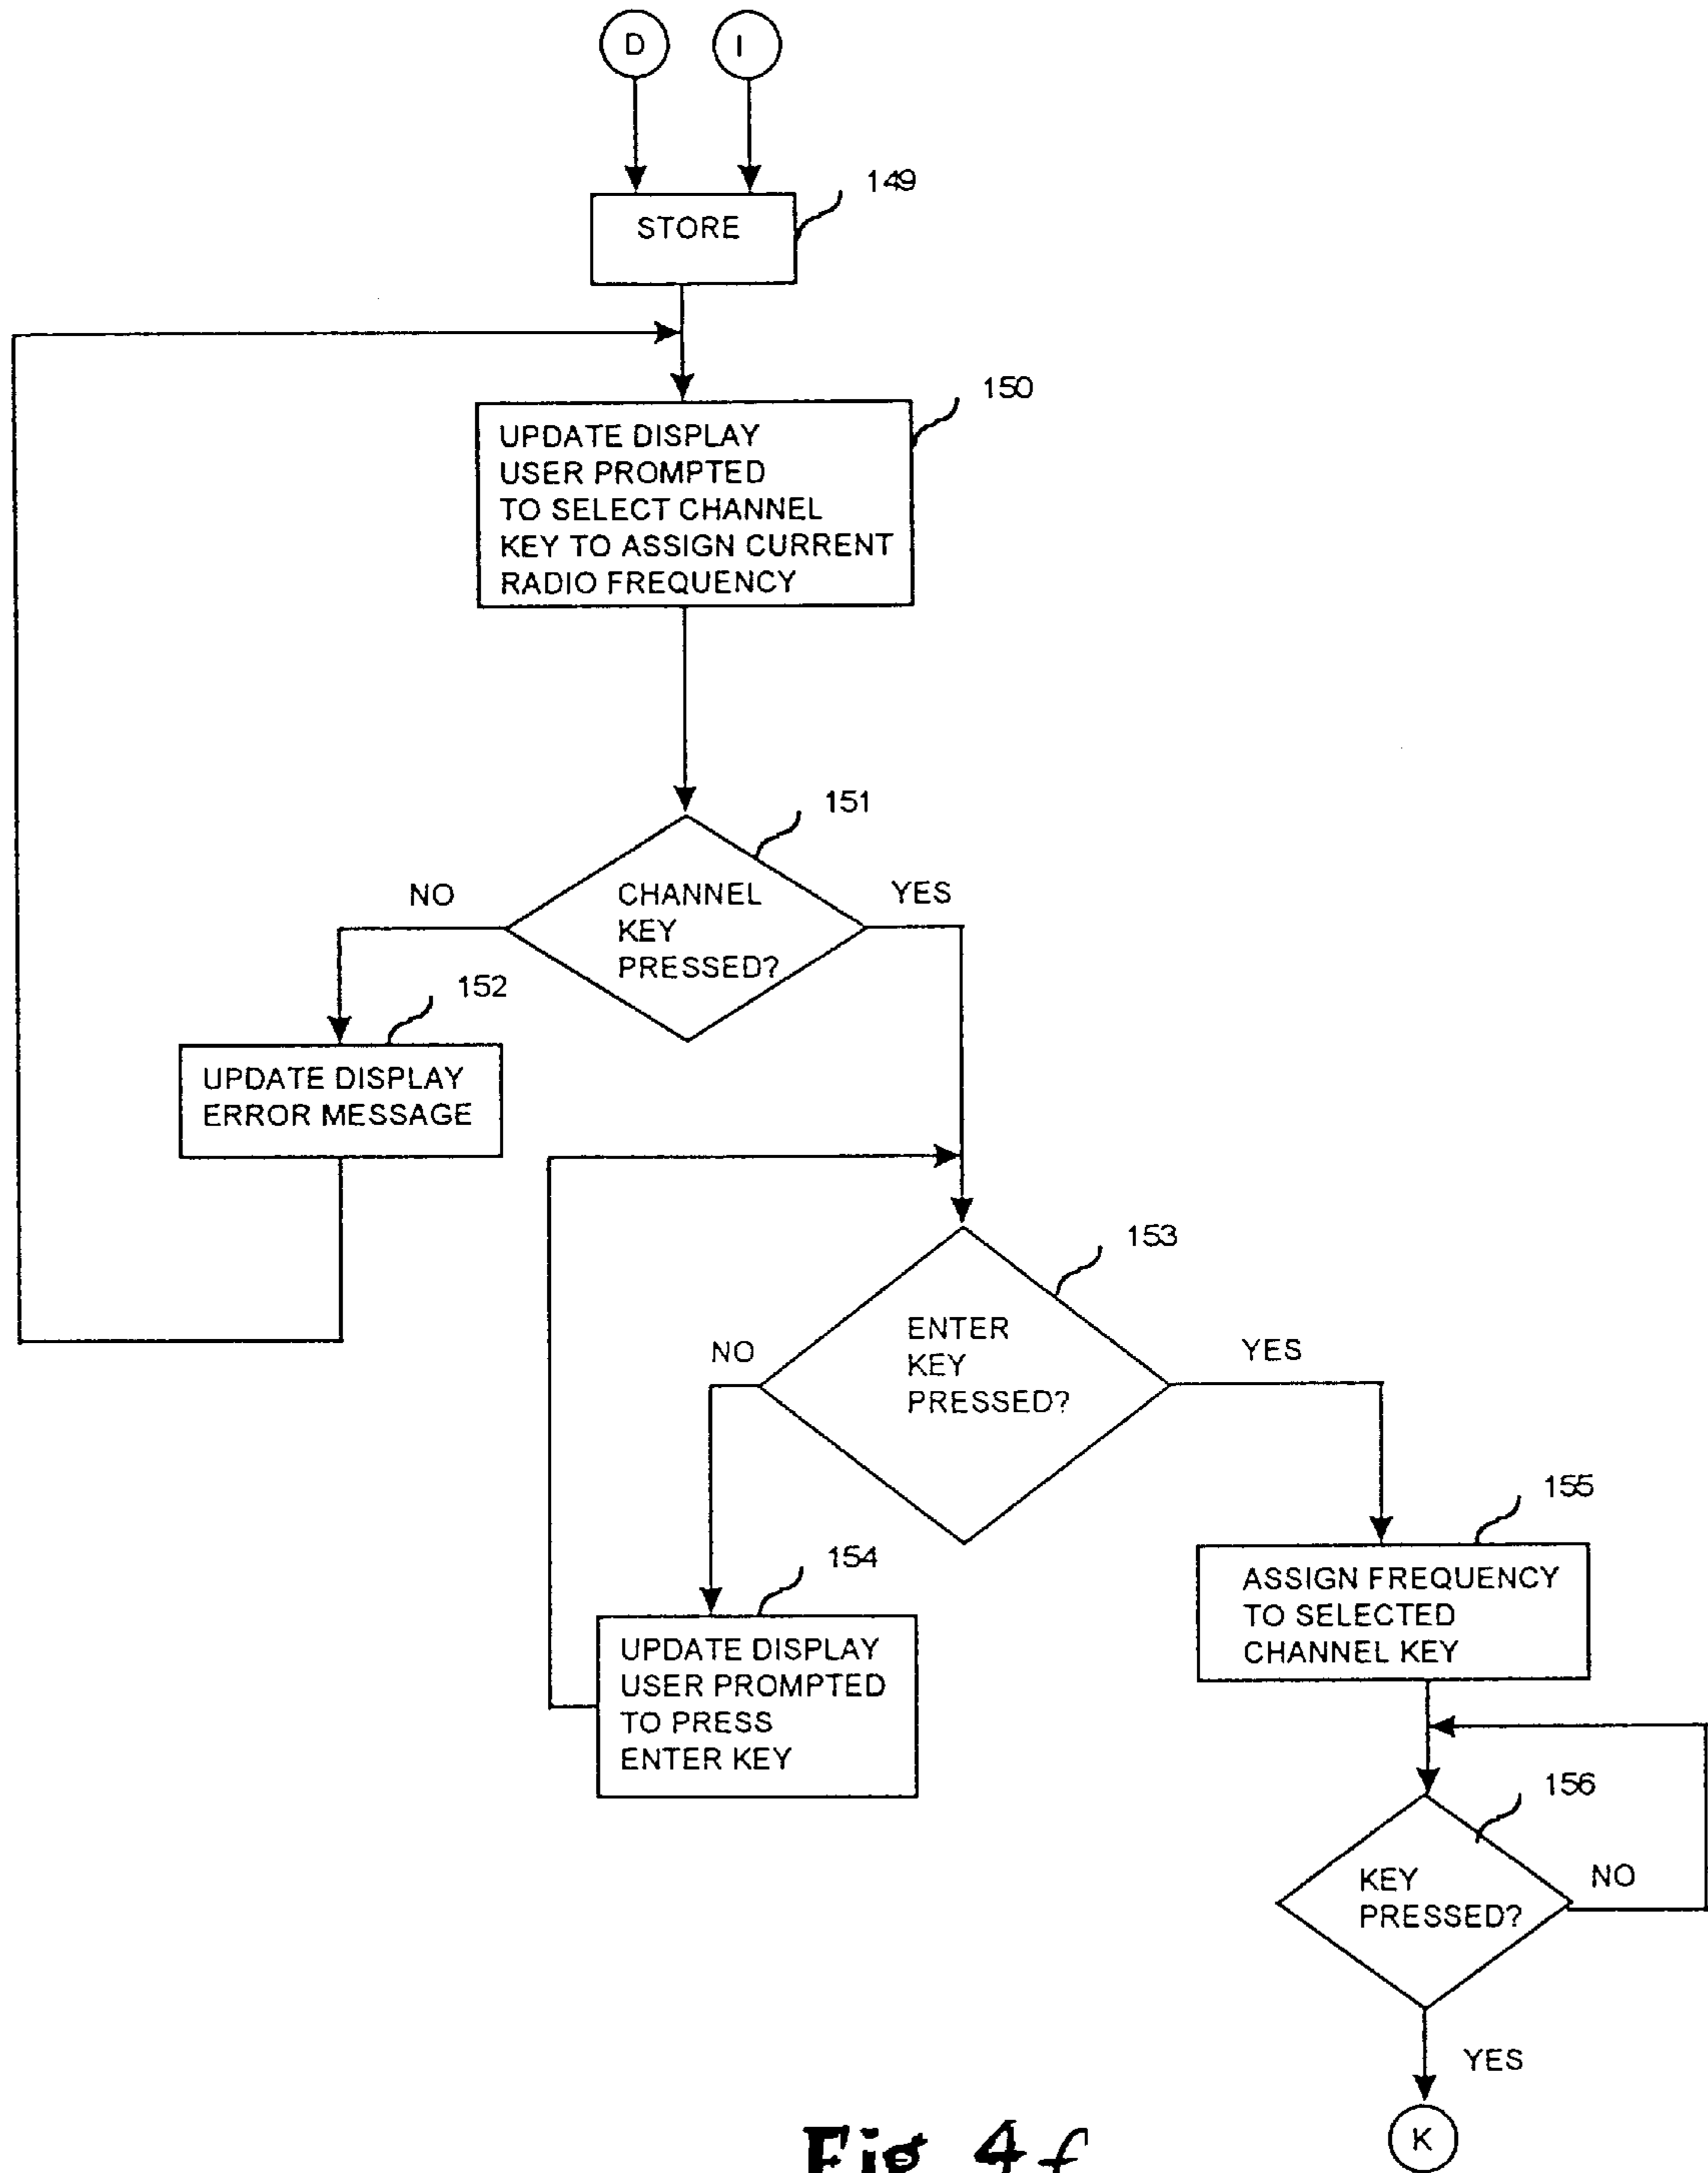 D I
149
STORE
150
UPDATE DISPLAY
USER PROMPTED
TO SELECT CHANNEL
KEY TO ASSIGN CURRENT
RADIO FREQUENCY
151
NO
YES
CHANNEL
KEY
PRESSED?
152
UPDATE DISPLAY
ERROR MESSAGE
153
NO
YES
ENTER
KEY
PRESSED?
154
UPDATE DISPLAY
USER PROMPTED
TO PRESS
ENTER KEY
155
ASSIGN FREQUENCY
TO SELECTED
CHANNEL KEY
156
KEY
PRESSED?
NO
YES
K
Fig 4f